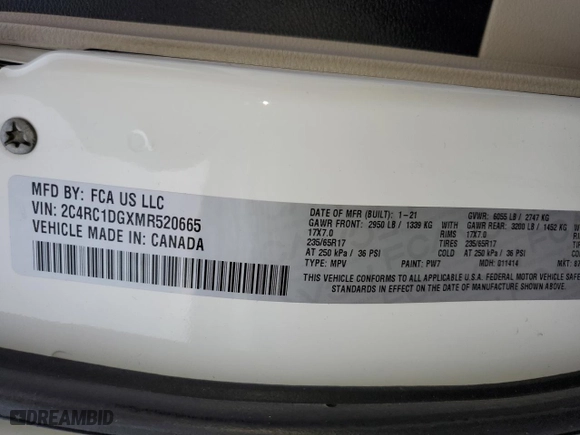 MFD BY: FCA US LLC
VIN: 2C4RC1DGXMR520665
VEHICLE MADE IN: CANADA
DATE OF MFR (BUILT): 1-21 GVWR: 6055 LB / 2747 KG
GAWR FRONT: 2950 LB / 1339 KG GAWR REAR: 3200 LB / 1452 KG
17X7.0 RIMS 17X7.0
235/65R17 TIRES 235/65R17
AT 250 kPa / 36 PSI COLD AT 250 kPa / 36 PSI
TYPE: MPV PAINT: PW7 MDH: 011414 MKT:
THIS VEHICLE CONFORMS TO ALL APPLICABLE U.S.A. FEDERAL MOTOR VEHICLE
STANDARDS IN EFFECT ON THE DATE OF MANUFACTURE SHOWN ABOVE.
DREAMBID